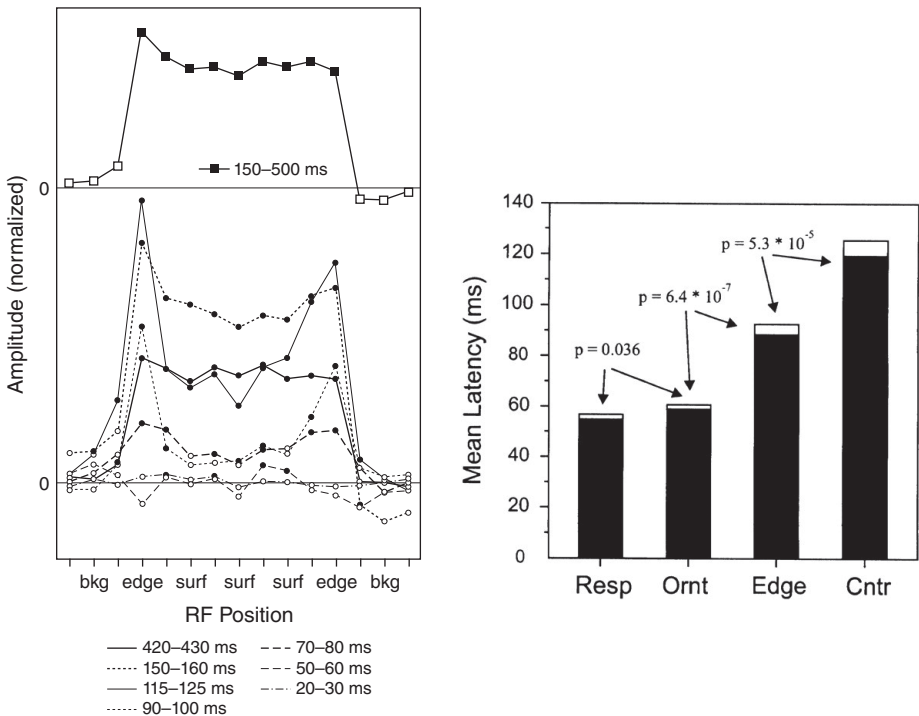 Amplitude (normalized)
150–500 ms
0
0
bkg edge surf surf surf edge bkg
RF Position
420–430 ms
150–160 ms
115–125 ms
90–100 ms
70–80 ms
50–60 ms
20–30 ms
Mean Latency (ms)
140
120
100
80
60
40
20
0
p = 0.036
p = 6.4 * 10^-7
p = 5.3 * 10^-5
Resp Ornt Edge Cntr